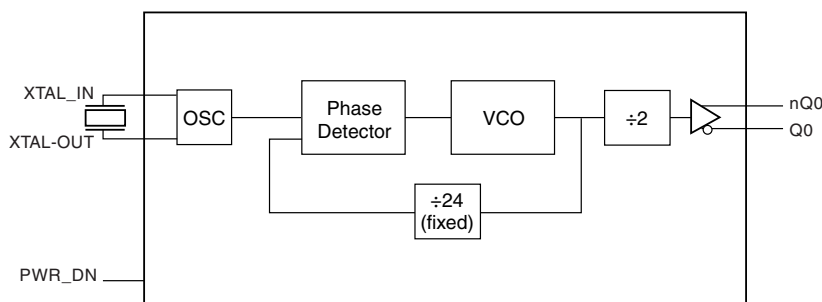 XTAL_IN
XTAL-OUT
OSC
Phase
Detector
VCO
÷2
nQ0
Q0
÷24
(fixed)
PWR_DN